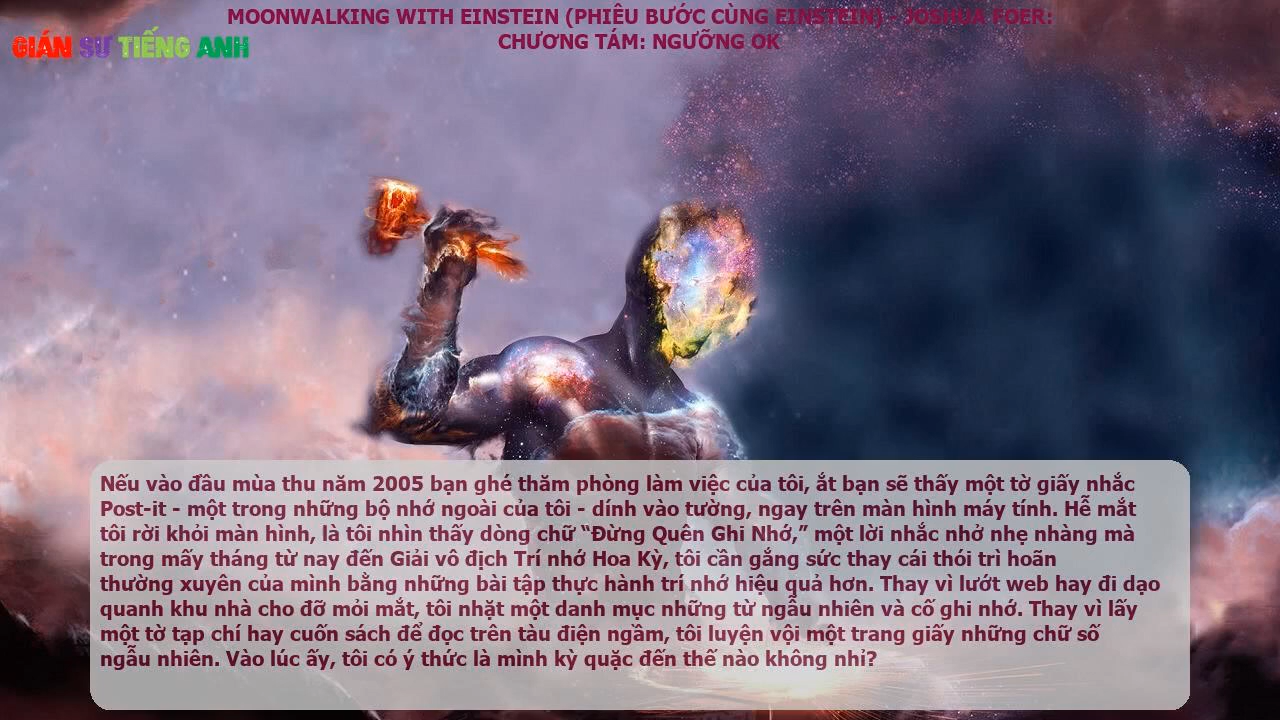 MOONWALKING WITH EINSTEIN (PHIÊU BƯỚC CÙNG EINSTEIN) - JOSHUA FOER:
CHƯƠNG TÁM: NGƯỠNG OK
GIÁN SƯ TIẾNG ANH
Nếu vào đầu mùa thu năm 2005 bạn ghé thăm phòng làm việc của tôi, ắt bạn sẽ thấy một tờ giấy nhắc
Post-it - một trong những bộ nhớ ngoài của tôi - dính vào tường, ngay trên màn hình máy tính. Hễ mắt
tôi rời khỏi màn hình, là tôi nhìn thấy dòng chữ “Đừng Quên Ghi Nhớ,” một lời nhắc nhở nhẹ nhàng mà
trong mấy tháng từ nay đến Giải vô địch Trí nhớ Hoa Kỳ, tôi cần gắng sức thay cái thói trì hoãn
thường xuyên của mình bằng những bài tập thực hành trí nhớ hiệu quả hơn. Thay vì lướt web hay đi dạo
quanh khu nhà cho đỡ mỏi mắt, tôi nhặt một danh mục những từ ngẫu nhiên và cố ghi nhớ. Thay vì lấy
một tờ tạp chí hay cuốn sách để đọc trên tàu điện ngầm, tôi luyện vội một trang giấy những chữ số
ngẫu nhiên. Vào lúc ấy, tôi có ý thức là mình kỳ quặc đến thế nào không nhỉ?